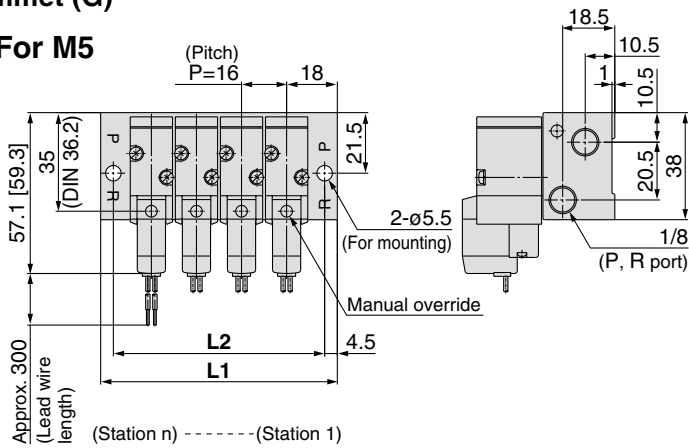 For M5
(Pitch)
P=16
18
18.5
10.5
1
10.5
57.1 [59.3]
35
(DIN 36.2)
P
R
P
R
21.5
20.5
38
2-ø5.5
(For mounting)
1/8
(P, R port)
Manual override
L2
4.5
L1
Approx. 300
(Lead wire
length)
(Station n) -------(Station 1)